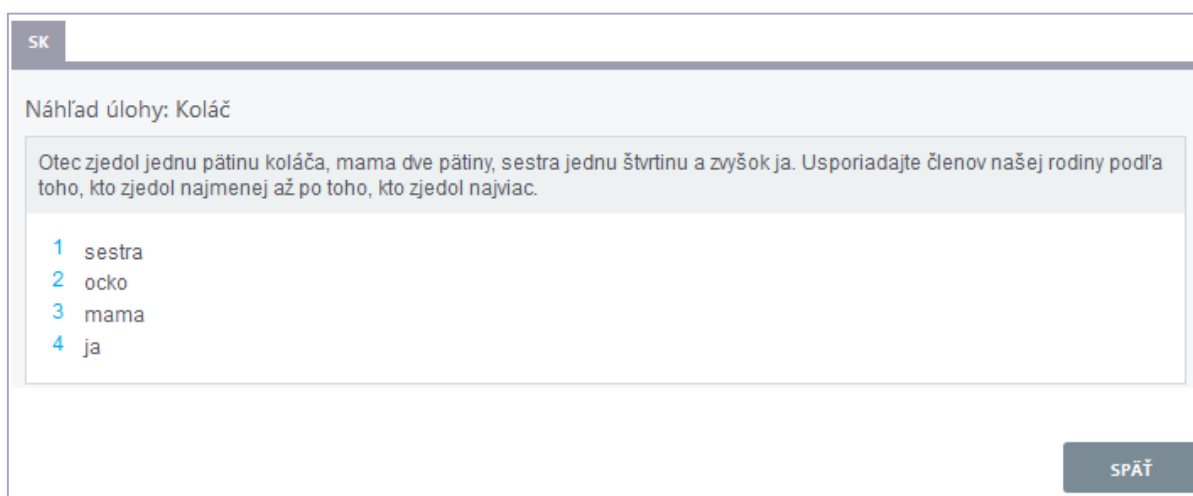 SK
Náhľad úlohy: Koláč
Otec zjedol jednu pätinu koláča, mama dve pätiny, sestra jednu štvrtinu a zvyšok ja. Usporiadajte členov našej rodiny podľa
toho, kto zjedol najmenej až po toho, kto zjedol najviac.
1 sestra
2 ocko
3 mama
4 ja
SPÄŤ